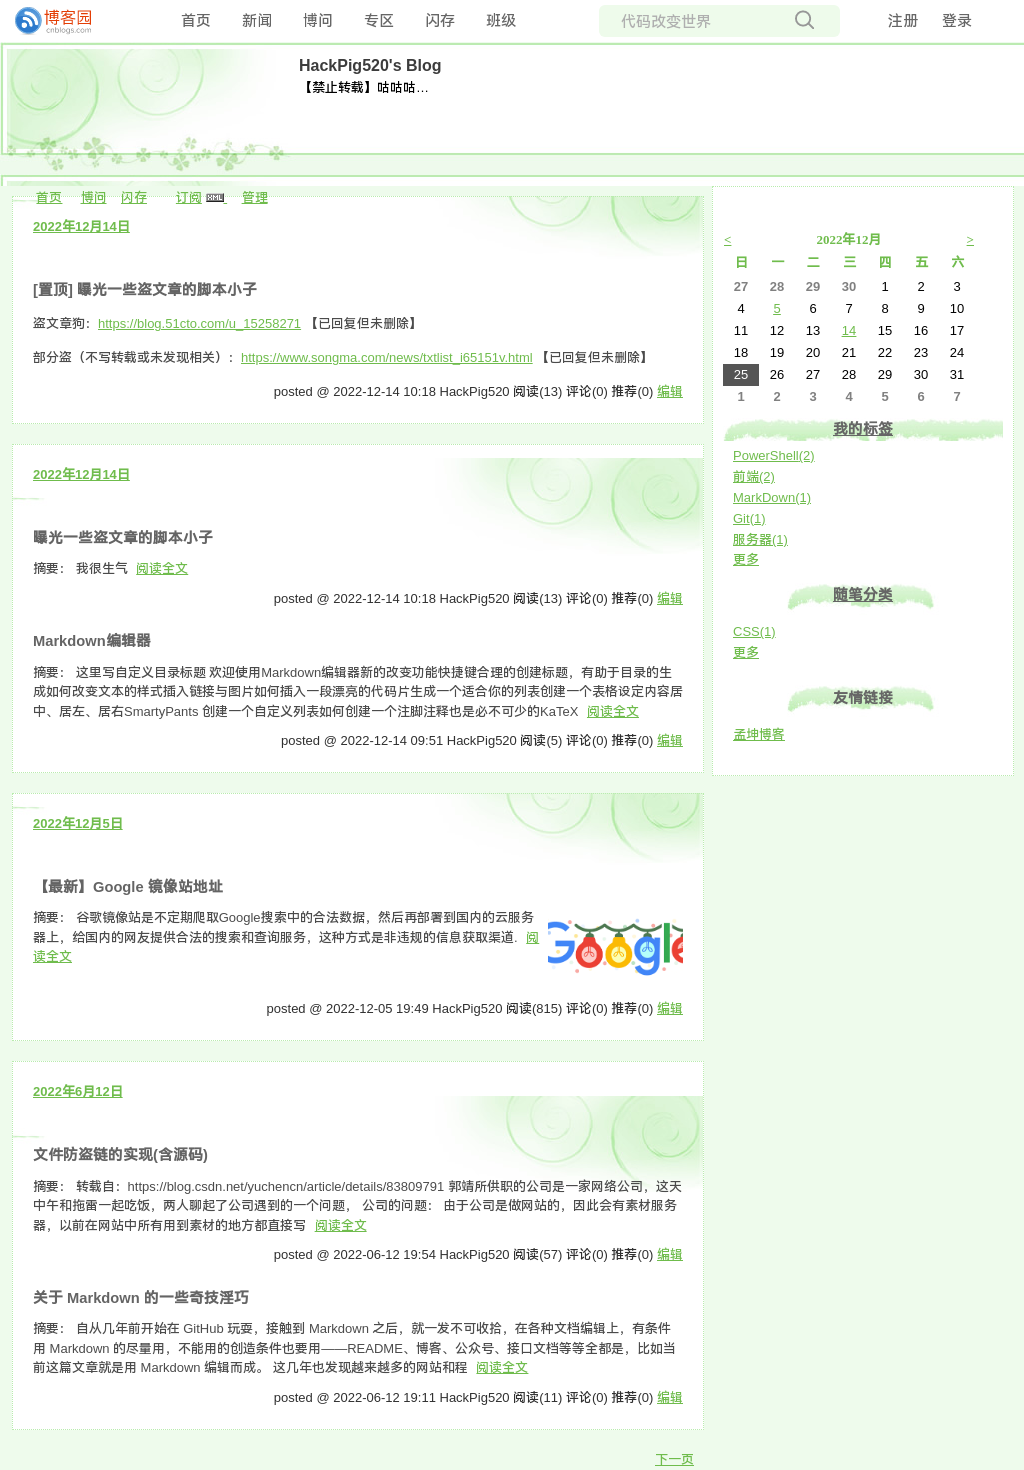 博客园
cnblogs.com
首页 新闻 博问 专区 闪存 班级 代码改变世界 注册 登录
HackPig520's Blog
【禁止转载】咕咕咕…
首页 博问 闪存 订阅 XML 管理
2022年12月14日
[置顶] 曝光一些盗文章的脚本小子
盗文章狗：https://blog.51cto.com/u_15258271 【已回复但未删除】
部分盗（不写转载或未发现相关）：https://www.songma.com/news/txtlist_i65151v.html 【已回复但未删除】
posted @ 2022-12-14 10:18 HackPig520 阅读(13) 评论(0) 推荐(0) 编辑
2022年12月14日
曝光一些盗文章的脚本小子
摘要： 我很生气 阅读全文
posted @ 2022-12-14 10:18 HackPig520 阅读(13) 评论(0) 推荐(0) 编辑
Markdown编辑器
摘要： 这里写自定义目录标题 欢迎使用Markdown编辑器新的改变功能快捷键合理的创建标题，有助于目录的生
成如何改变文本的样式插入链接与图片如何插入一段漂亮的代码片生成一个适合你的列表创建一个表格设定内容居
中、居左、居右SmartyPants 创建一个自定义列表如何创建一个注脚注释也是必不可少的KaTeX 阅读全文
posted @ 2022-12-14 09:51 HackPig520 阅读(5) 评论(0) 推荐(0) 编辑
2022年12月5日
【最新】Google 镜像站地址
摘要： 谷歌镜像站是不定期爬取Google搜索中的合法数据，然后再部署到国内的云服务
器上，给国内的网友提供合法的搜索和查询服务，这种方式是非违规的信息获取渠道. 阅
读全文
Google
posted @ 2022-12-05 19:49 HackPig520 阅读(815) 评论(0) 推荐(0) 编辑
2022年6月12日
文件防盗链的实现(含源码)
摘要： 转载自：https://blog.csdn.net/yuchencn/article/details/83809791 郭靖所供职的公司是一家网络公司，这天
中午和拖雷一起吃饭，两人聊起了公司遇到的一个问题， 公司的问题： 由于公司是做网站的，因此会有素材服务
器，以前在网站中所有用到素材的地方都直接写 阅读全文
posted @ 2022-06-12 19:54 HackPig520 阅读(57) 评论(0) 推荐(0) 编辑
关于 Markdown 的一些奇技淫巧
摘要： 自从几年前开始在 GitHub 玩耍，接触到 Markdown 之后，就一发不可收拾，在各种文档编辑上，有条件
用 Markdown 的尽量用，不能用的创造条件也要用——README、博客、公众号、接口文档等等全都是，比如当
前这篇文章就是用 Markdown 编辑而成。 这几年也发现越来越多的网站和程 阅读全文
posted @ 2022-06-12 19:11 HackPig520 阅读(11) 评论(0) 推荐(0) 编辑
下一页
< 2022年12月 >
日 一 二 三 四 五 六
27 28 29 30 1 2 3
4 5 6 7 8 9 10
11 12 13 14 15 16 17
18 19 20 21 22 23 24
25 26 27 28 29 30 31
1 2 3 4 5 6 7
我的标签
PowerShell(2)
前端(2)
MarkDown(1)
Git(1)
服务器(1)
更多
随笔分类
CSS(1)
更多
友情链接
孟坤博客